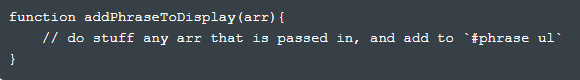 function addPhraseToDisplay(arr){
    // do stuff any arr that is passed in, and add to `#phrase ul`
}